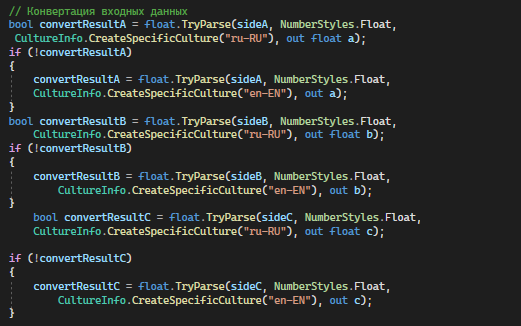 // Конвертация входных данных
bool convertResultA = float.TryParse(sideA, NumberStyles.Float,
CultureInfo.CreateSpecificCulture("ru-RU"), out float a);
if (!convertResultA)
{
convertResultA = float.TryParse(sideA, NumberStyles.Float,
CultureInfo.CreateSpecificCulture("en-EN"), out a);
}
bool convertResultB = float.TryParse(sideB, NumberStyles.Float,
CultureInfo.CreateSpecificCulture("ru-RU"), out float b);
if (!convertResultB)
{
convertResultB = float.TryParse(sideB, NumberStyles.Float,
CultureInfo.CreateSpecificCulture("en-EN"), out b);
}
bool convertResultC = float.TryParse(sideC, NumberStyles.Float,
CultureInfo.CreateSpecificCulture("ru-RU"), out float c);
if (!convertResultC)
{
convertResultC = float.TryParse(sideC, NumberStyles.Float,
CultureInfo.CreateSpecificCulture("en-EN"), out c);
}